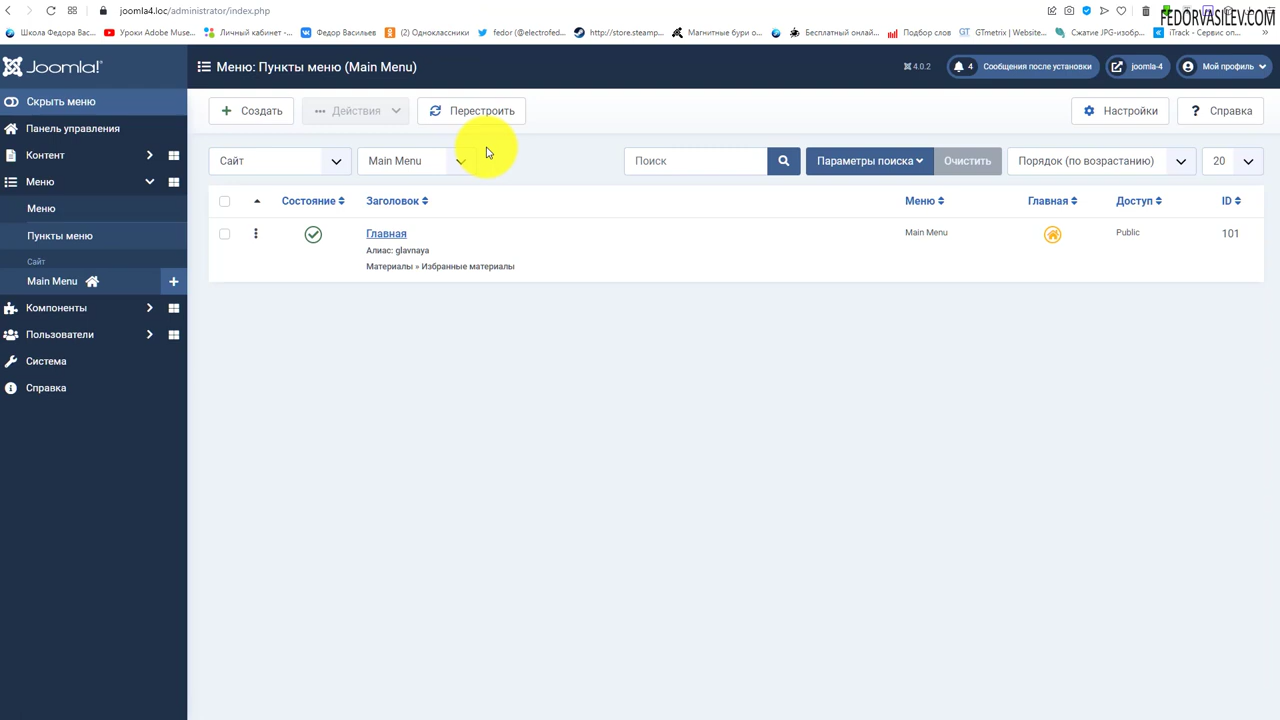 joomla4.loc/administrator/index.php
FEDORVASILEV.COM
Школа Федора Вас...
Уроки Adobe Muse...
Личный кабинет -...
Федор Васильев
(2) Одноклассники
fedor (@electrofed...
http://store.steamp...
Магнитные бури о...
Бесплатный онлай...
Подбор слов
GTmetrix | Website...
Сжатие JPG-изобр...
iTrack - Сервис оп...
Joomla!
Меню: Пункты меню (Main Menu)
4.0.2
4
Сообщения после установки
joomla-4
Мой профиль
Скрыть меню
Панель управления
Контент
Меню
Меню
Пункты меню
Сайт
Main Menu
Компоненты
Пользователи
Система
Справка
Создать
Действия
Перестроить
Настройки
Справка
Сайт
Main Menu
Поиск
Параметры поиска
Очистить
Порядок (по возрастанию)
20
Состояние
Заголовок
Меню
Главная
Доступ
ID
Главная
Алиас: glavnaya
Материалы » Избранные материалы
Main Menu
Public
101